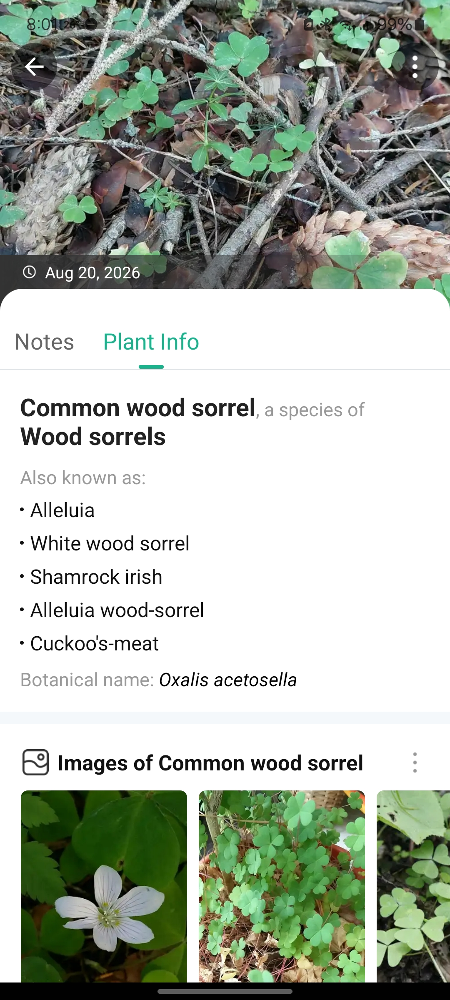 8:01 26° 99%
Aug 20, 2026
Notes Plant Info
Common wood sorrel, a species of
Wood sorrels
Also known as:
• Alleluia
• White wood sorrel
• Shamrock irish
• Alleluia wood-sorrel
• Cuckoo's-meat
Botanical name: Oxalis acetosella
Images of Common wood sorrel